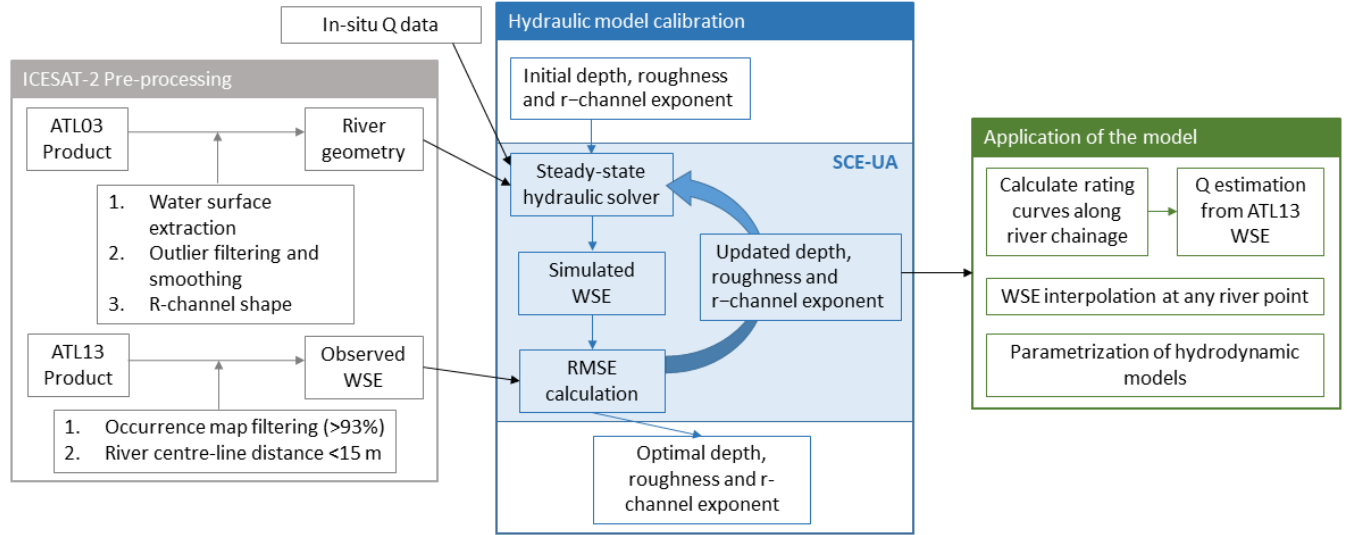 In-situ Q data
ICESAT-2 Pre-processing
ATL03
Product
River
geometry
1. Water surface
extraction
2. Outlier filtering and
smoothing
3. R-channel shape
ATL13
Product
Observed
WSE
1. Occurrence map filtering (>93%)
2. River centre-line distance <15 m
Hydraulic model calibration
Initial depth, roughness
and r−channel exponent
SCE-UA
Steady-state
hydraulic solver
Simulated
WSE
Updated depth,
roughness and
r−channel exponent
RMSE
calculation
Optimal depth,
roughness and r-
channel exponent
Application of the model
Calculate rating
curves along
river chainage
Q estimation
from ATL13
WSE
WSE interpolation at any river point
Parametrization of hydrodynamic
models